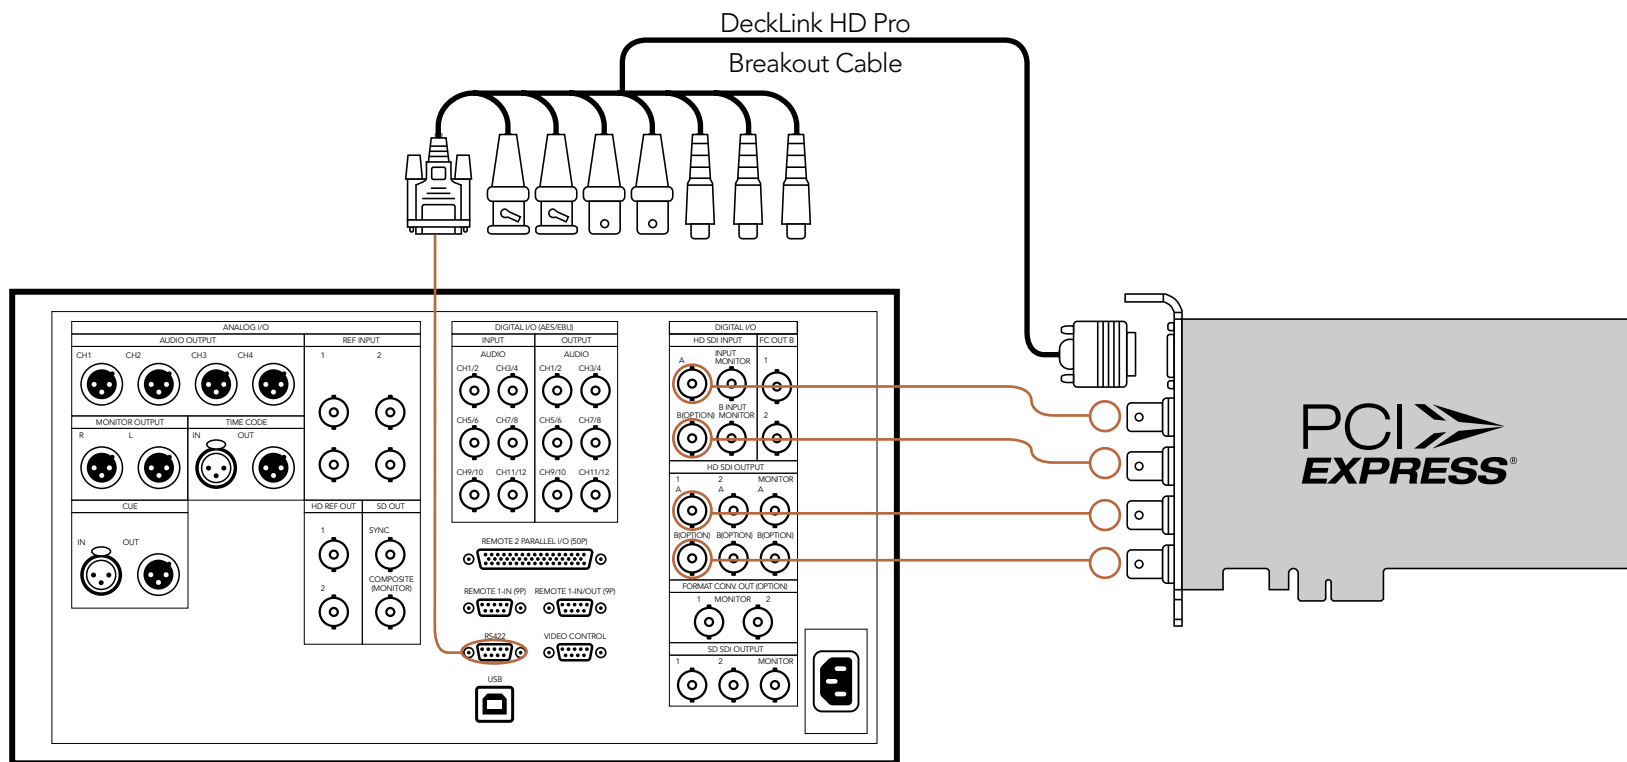 DeckLink HD Pro
Breakout Cable
ANALOG I/O
AUDIO OUTPUT
REF INPUT
CH1 CH2 CH3 CH4
1 2
MONITOR OUTPUT
TIME CODE
R L
IN OUT
CUE
IN OUT
HD REF OUT
SD OUT
1
SYNC
2
COMPOSITE
(MONITOR)
DIGITAL I/O (AES/EBU)
INPUT OUTPUT
AUDIO AUDIO
CH1/2 CH3/4 CH1/2 CH3/4
CH5/6 CH7/8 CH5/6 CH7/8
CH9/10 CH11/12 CH9/10 CH11/12
REMOTE 2 PARALLEL I/O (50P)
REMOTE 1-IN (9P) REMOTE 1-IN/OUT (9P)
RS422 VIDEO CONTROL
USB
DIGITAL I/O
HD SDI INPUT FC OUT B
A
INPUT
MONITOR
1
B(OPTION)
B INPUT
MONITOR
2
HD SDI OUTPUT
1 2 MONITOR
A A A
B(OPTION) B(OPTION) B(OPTION)
FORMAT CONV. OUT (OPTION)
1 MONITOR 2
SD SDI OUTPUT
1 2 MONITOR
PCI
EXPRESS®